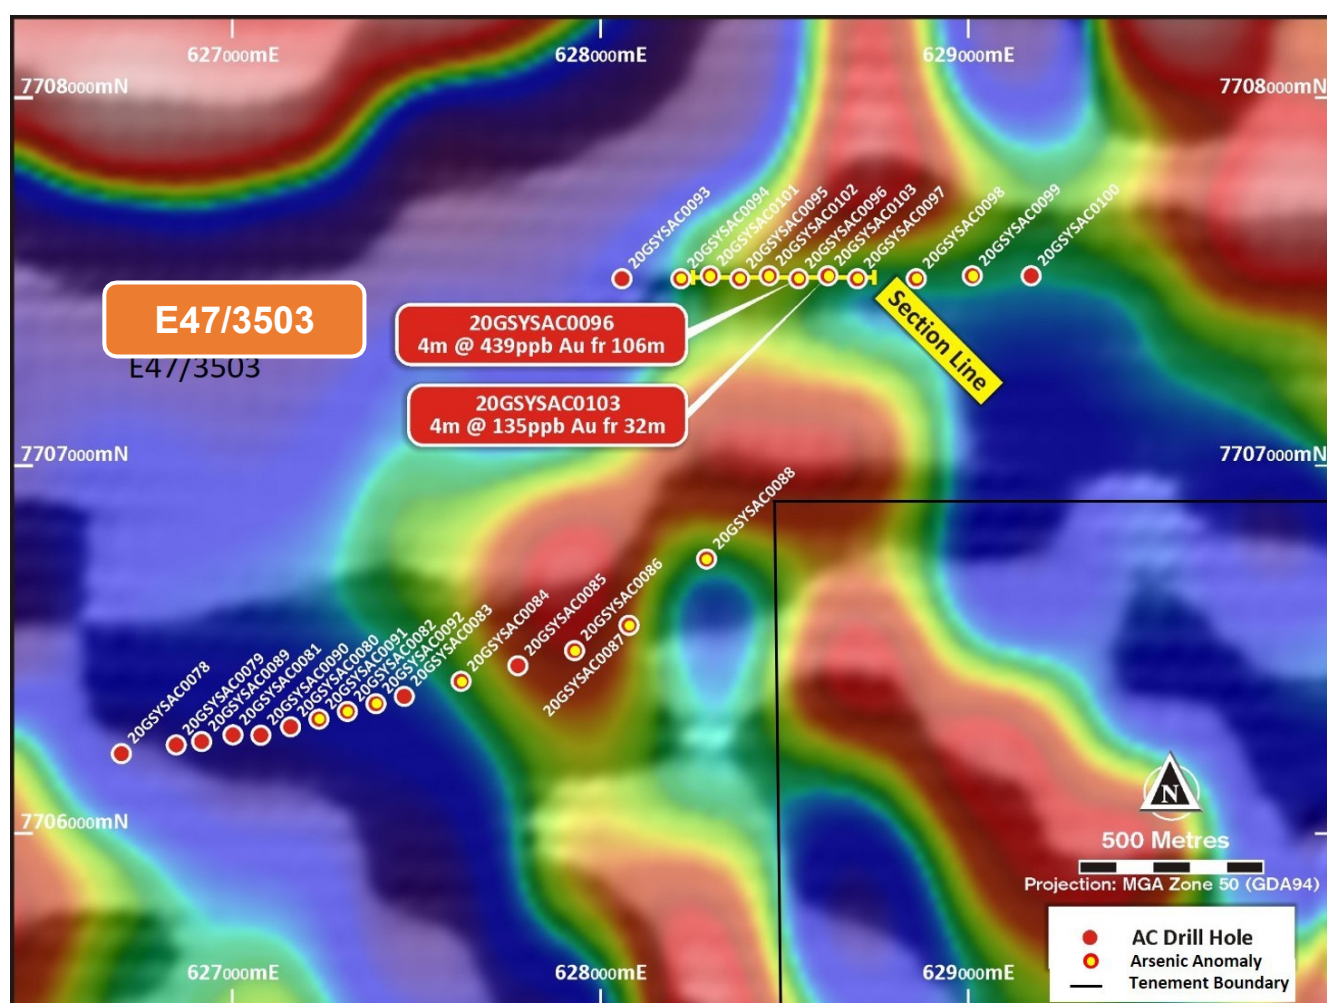 627000mE
628000mE
629000mE
7708000mN
7708000mN
20GSYSAC0093
20GSYSAC0094
20GSYSAC0101
20GSYSAC0095
20GSYSAC0102
20GSYSAC0096
20GSYSAC0103
20GSYSAC0097
20GSYSAC0098
20GSYSAC0099
20GSYSAC0100
E47/3503
E47/3503
20GSYSAC0096
4m @ 439ppb Au fr 106m
Section Line
20GSYSAC0103
4m @ 135ppb Au fr 32m
7707000mN
7707000mN
20GSYSAC0078
20GSYSAC0079
20GSYSAC0089
20GSYSAC0081
20GSYSAC0090
20GSYSAC0080
20GSYSAC0091
20GSYSAC0082
20GSYSAC0092
20GSYSAC0083
20GSYSAC0084
20GSYSAC0085
20GSYSAC0086
20GSYSAC0087
20GSYSAC0088
7706000mN
N
500 Metres
Projection: MGA Zone 50 (GDA94)
AC Drill Hole
Arsenic Anomaly
Tenement Boundary
627000mE
628000mE
629000mE